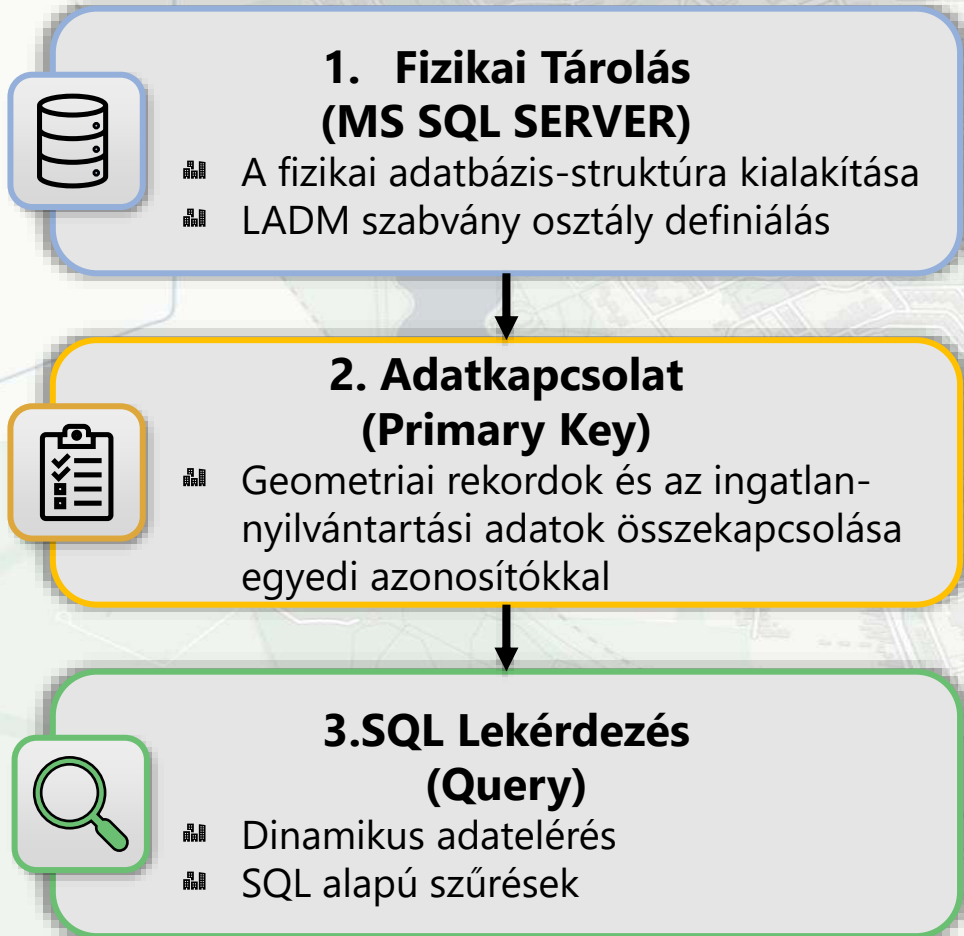 1. Fizikai Tárolás
(MS SQL SERVER)
A fizikai adatbázis-struktúra kialakítása
LADM szabvány osztály definiálás
2. Adatkapcsolat
(Primary Key)
Geometriai rekordok és az ingatlan-
nyilvántartási adatok összekapcsolása
egyedi azonosítókkal
3.SQL Lekérdezés
(Query)
Dinamikus adatelérés
SQL alapú szűrések